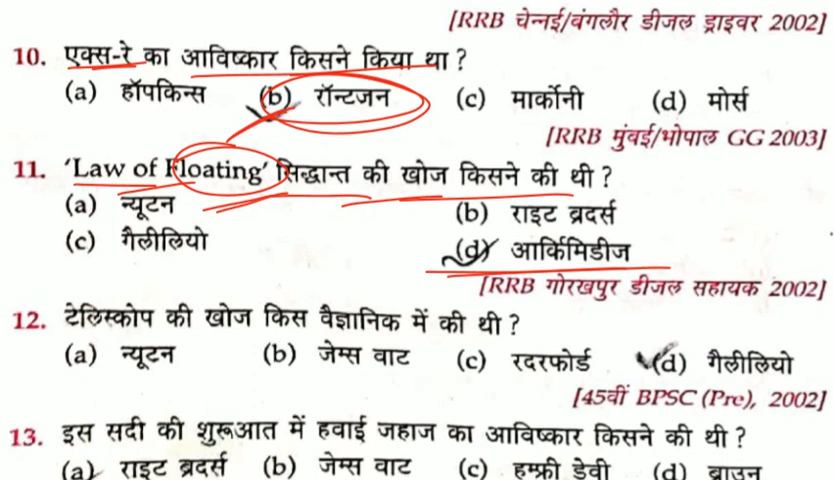 [RRB चेन्नई/बंगलौर डीजल ड्राइवर 2002]
10. एक्स-रे का आविष्कार किसने किया था ?
(a) हॉपकिन्स (b) रॉन्टजन (c) मार्कोनी (d) मोर्स
[RRB मुंबई/भोपाल GG 2003]
11. 'Law of Floating' सिद्धान्त की खोज किसने की थी ?
(a) न्यूटन (b) राइट ब्रदर्स
(c) गैलीलियो (d) आर्किमिडीज
[RRB गोरखपुर डीजल सहायक 2002]
12. टेलिस्कोप की खोज किस वैज्ञानिक में की थी ?
(a) न्यूटन (b) जेम्स वाट (c) रदरफोर्ड (d) गैलीलियो
[45वीं BPSC (Pre), 2002]
13. इस सदी की शुरूआत में हवाई जहाज का आविष्कार किसने की थी ?
(a) राइट ब्रदर्स (b) जेम्स वाट (c) हम्फ्री डेवी (d) ब्राउन